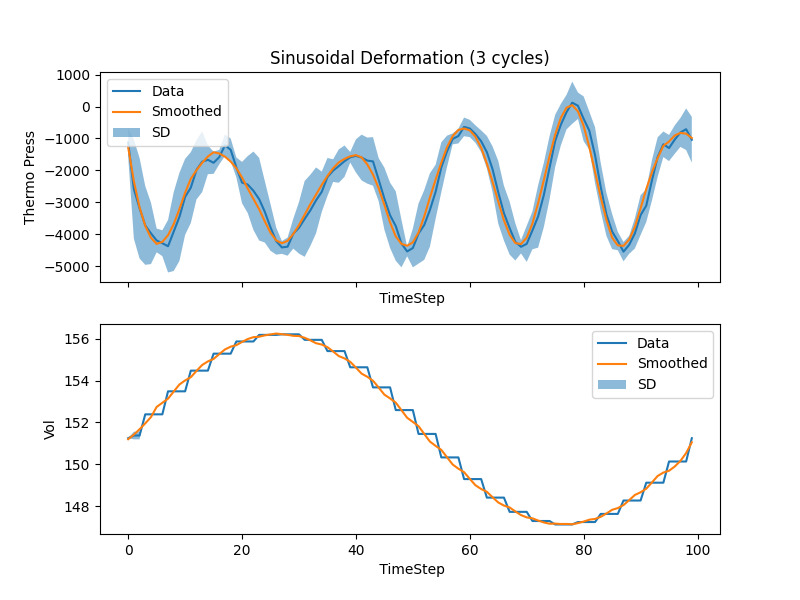 Sinusoidal Deformation (3 cycles)
Thermo Press
1000
0
−1000
−2000
−3000
−4000
−5000
Data
Smoothed
SD
TimeStep
Vol
156
154
152
150
148
Data
Smoothed
SD
0 20 40 60 80 100
TimeStep